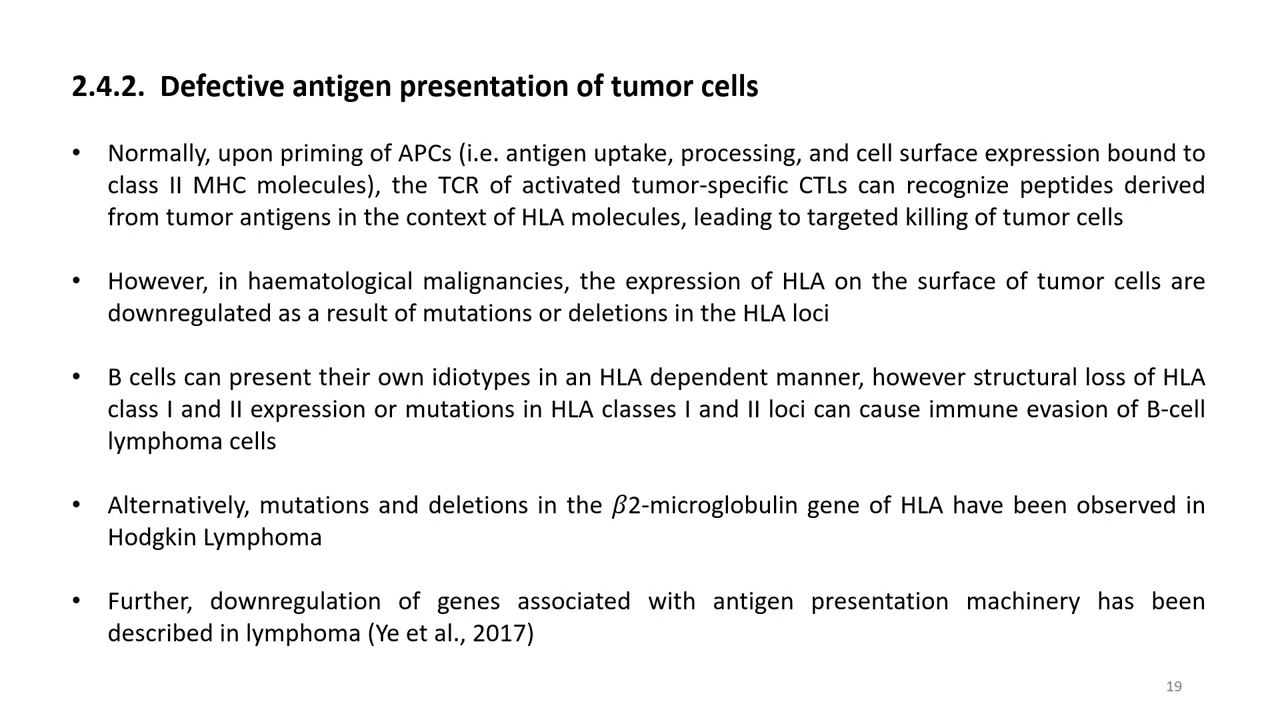 2.4.2. Defective antigen presentation of tumor cells
• Normally, upon priming of APCs (i.e. antigen uptake, processing, and cell surface expression bound to
class II MHC molecules), the TCR of activated tumor-specific CTLs can recognize peptides derived
from tumor antigens in the context of HLA molecules, leading to targeted killing of tumor cells
• However, in haematological malignancies, the expression of HLA on the surface of tumor cells are
downregulated as a result of mutations or deletions in the HLA loci
• B cells can present their own idiotypes in an HLA dependent manner, however structural loss of HLA
class I and II expression or mutations in HLA classes I and II loci can cause immune evasion of B-cell
lymphoma cells
• Alternatively, mutations and deletions in the 𝛽2-microglobulin gene of HLA have been observed in
Hodgkin Lymphoma
• Further, downregulation of genes associated with antigen presentation machinery has been
described in lymphoma (Ye et al., 2017)
19